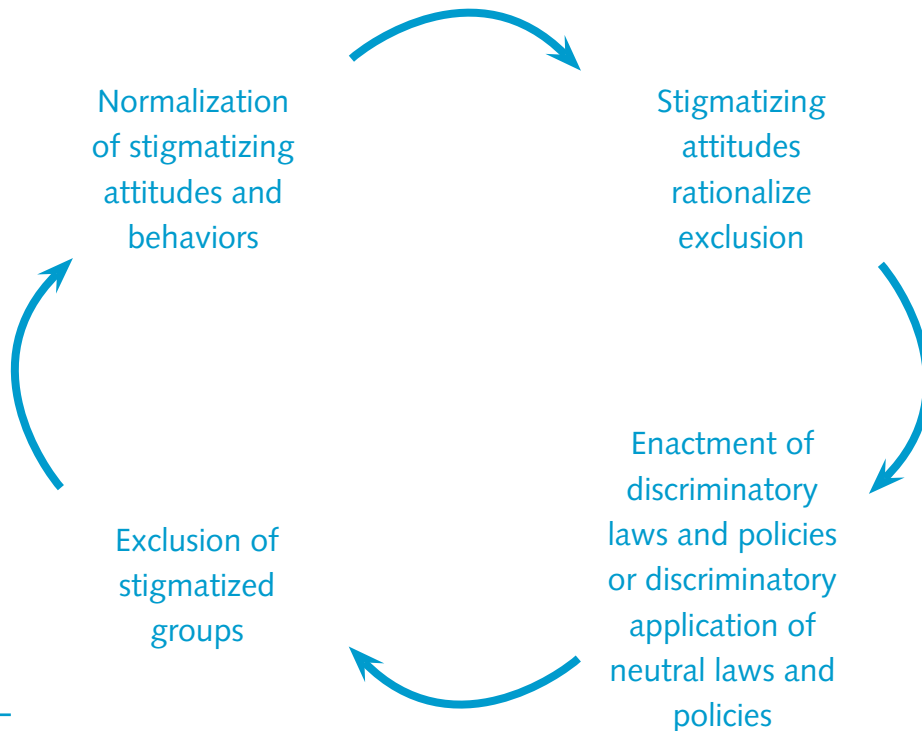 Normalization
of stigmatizing
attitudes and
behaviors
Stigmatizing
attitudes
rationalize
exclusion
Enactment of
discriminatory
laws and policies
or discriminatory
application of
neutral laws and
policies
Exclusion of
stigmatized
groups